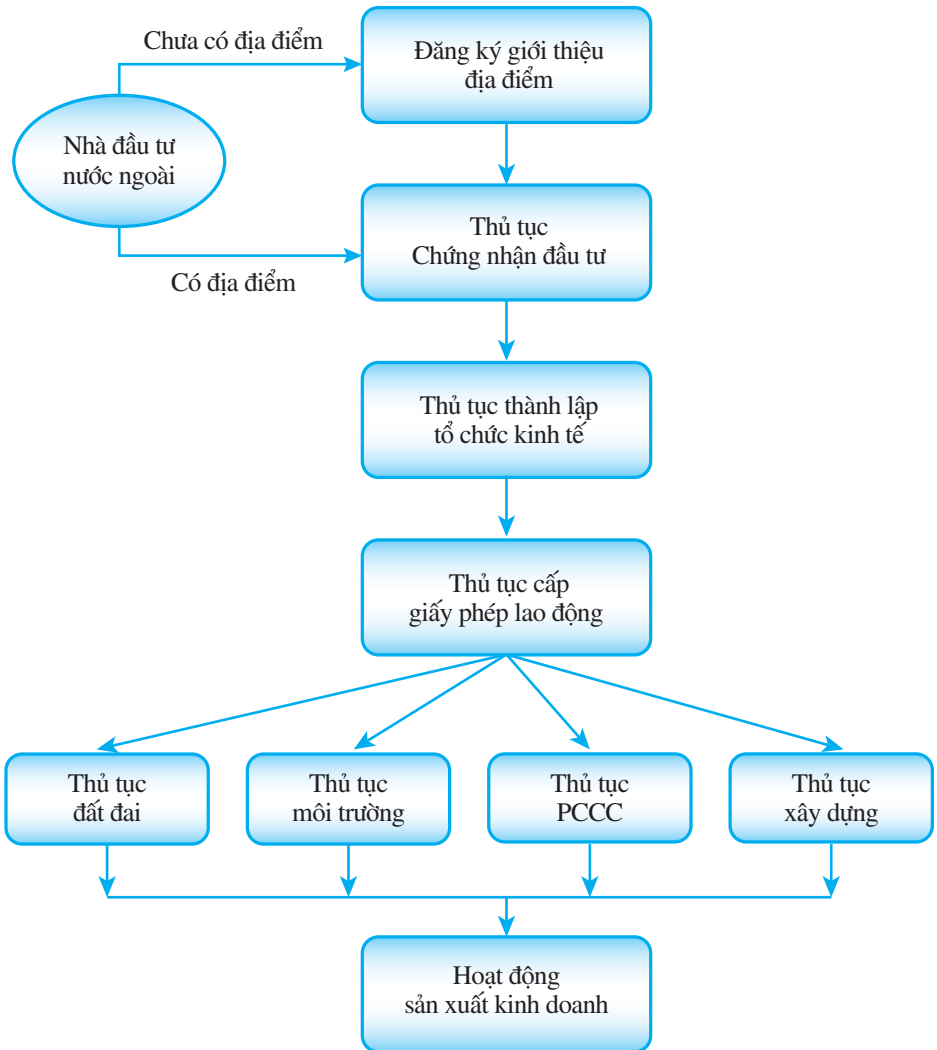 Chưa có địa điểm
Đăng ký giới thiệu
địa điểm
Nhà đầu tư
nước ngoài
Thủ tục
Chứng nhận đầu tư
Có địa điểm
Thủ tục thành lập
tổ chức kinh tế
Thủ tục cấp
giấy phép lao động
Thủ tục
đất đai
Thủ tục
môi trường
Thủ tục
PCCC
Thủ tục
xây dựng
Hoạt động
sản xuất kinh doanh